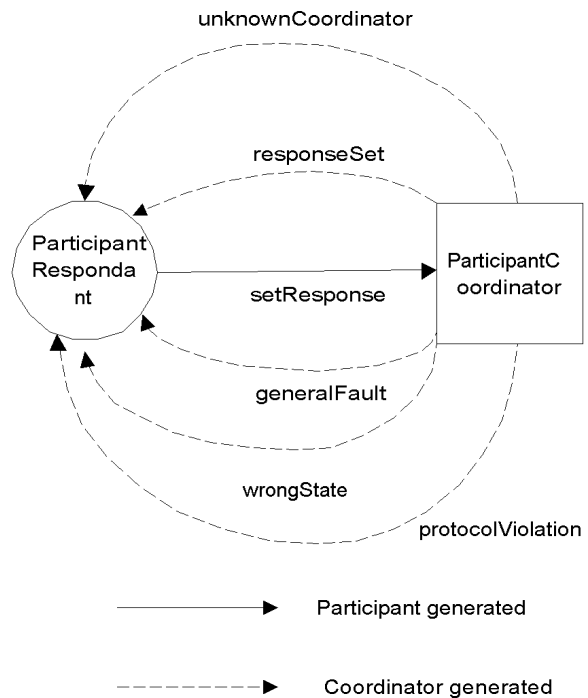 unknownCoordinator
responseSet
Participant
Responda
nt
ParticipantC
oordinator
setResponse
generalFault
wrongState
protocolViolation
Participant generated
Coordinator generated